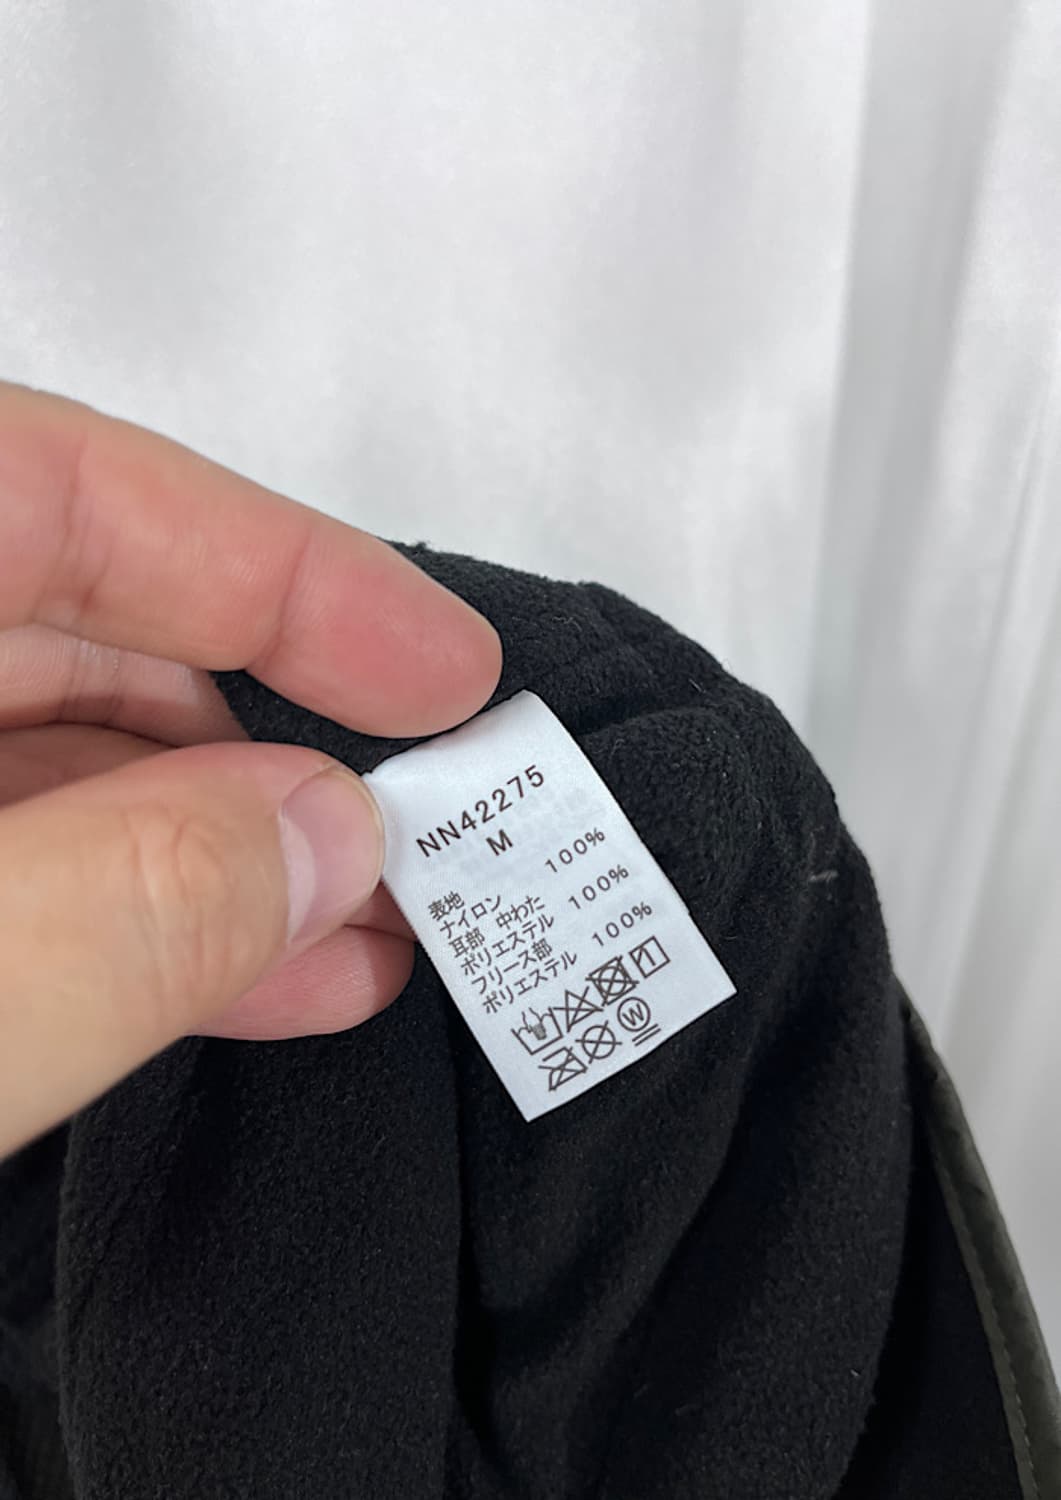 NN42275
M
表地
ナイロン 100%
耳部 中わた
ポリエステル 100%
フリース部
ポリエステル 100%
W